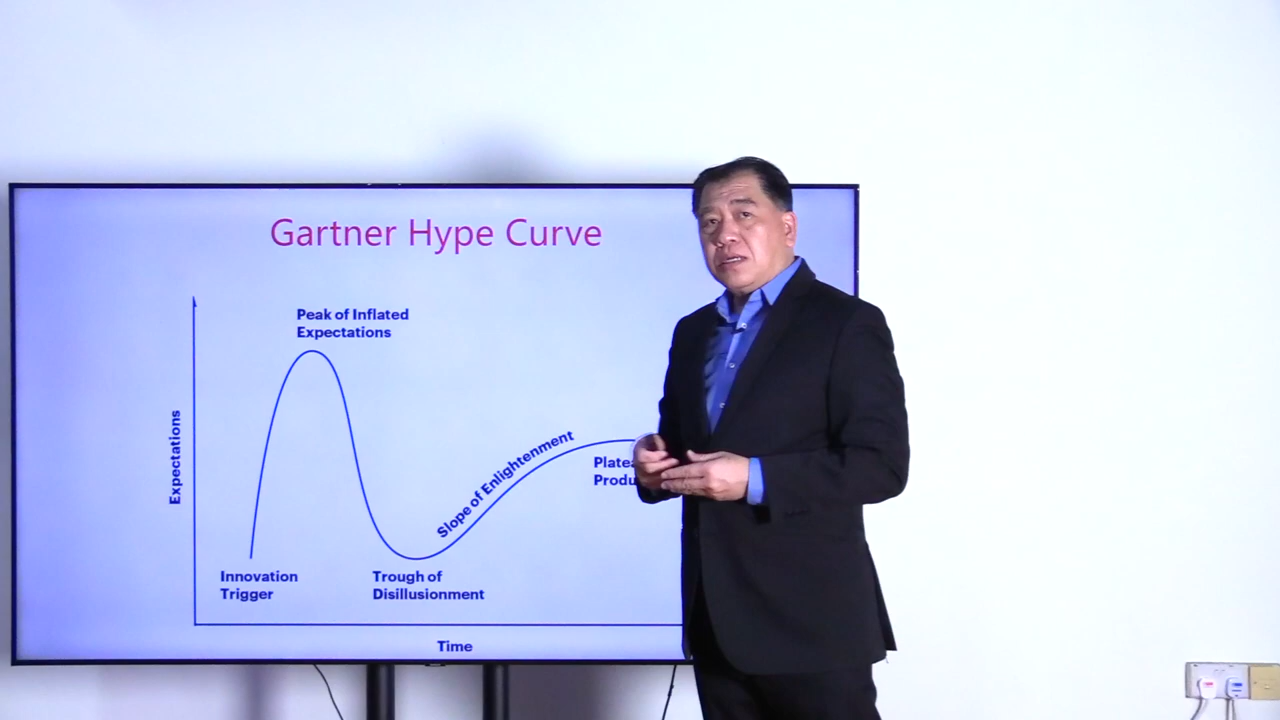 Gartner Hype Curve
Peak of Inflated
Expectations
Expectations
Slope of Enlightenment
Innovation
Trigger
Trough of
Disillusionment
Time